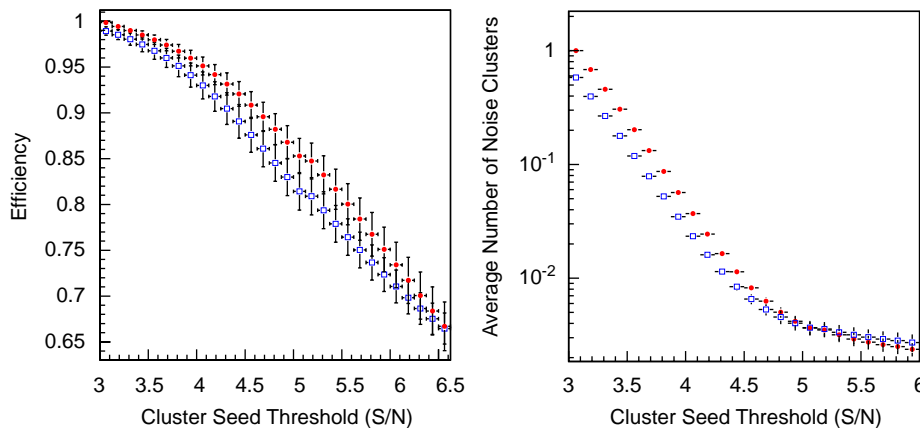 Efficiency
1
0.95
0.9
0.85
0.8
0.75
0.7
0.65
3 3.5 4 4.5 5 5.5 6 6.5
Cluster Seed Threshold (S/N)
Average Number of Noise Clusters
1
10⁻¹
10⁻²
3 3.5 4 4.5 5 5.5 6
Cluster Seed Threshold (S/N)